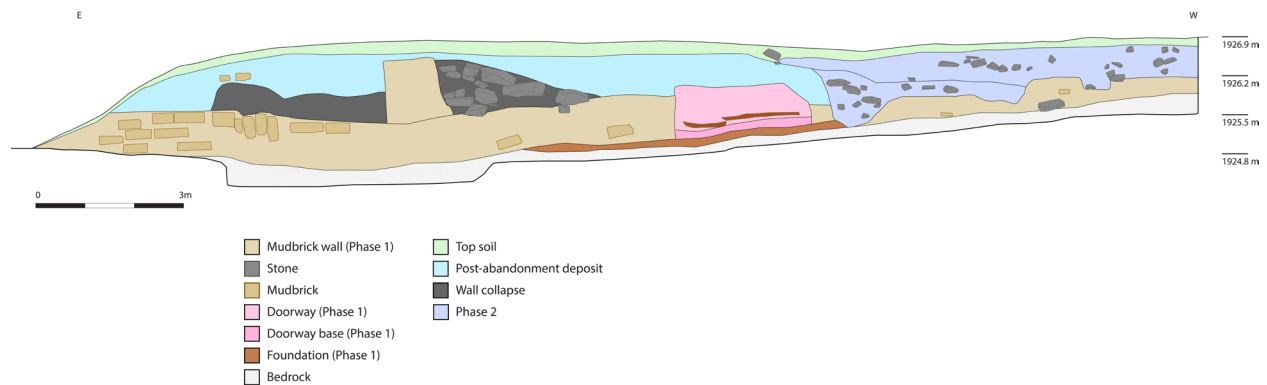 E
W
1926.9 m
1926.2 m
1925.5 m
1924.8 m
0 3m
Mudbrick wall (Phase 1)
Stone
Mudbrick
Doorway (Phase 1)
Doorway base (Phase 1)
Foundation (Phase 1)
Bedrock
Top soil
Post-abandonment deposit
Wall collapse
Phase 2